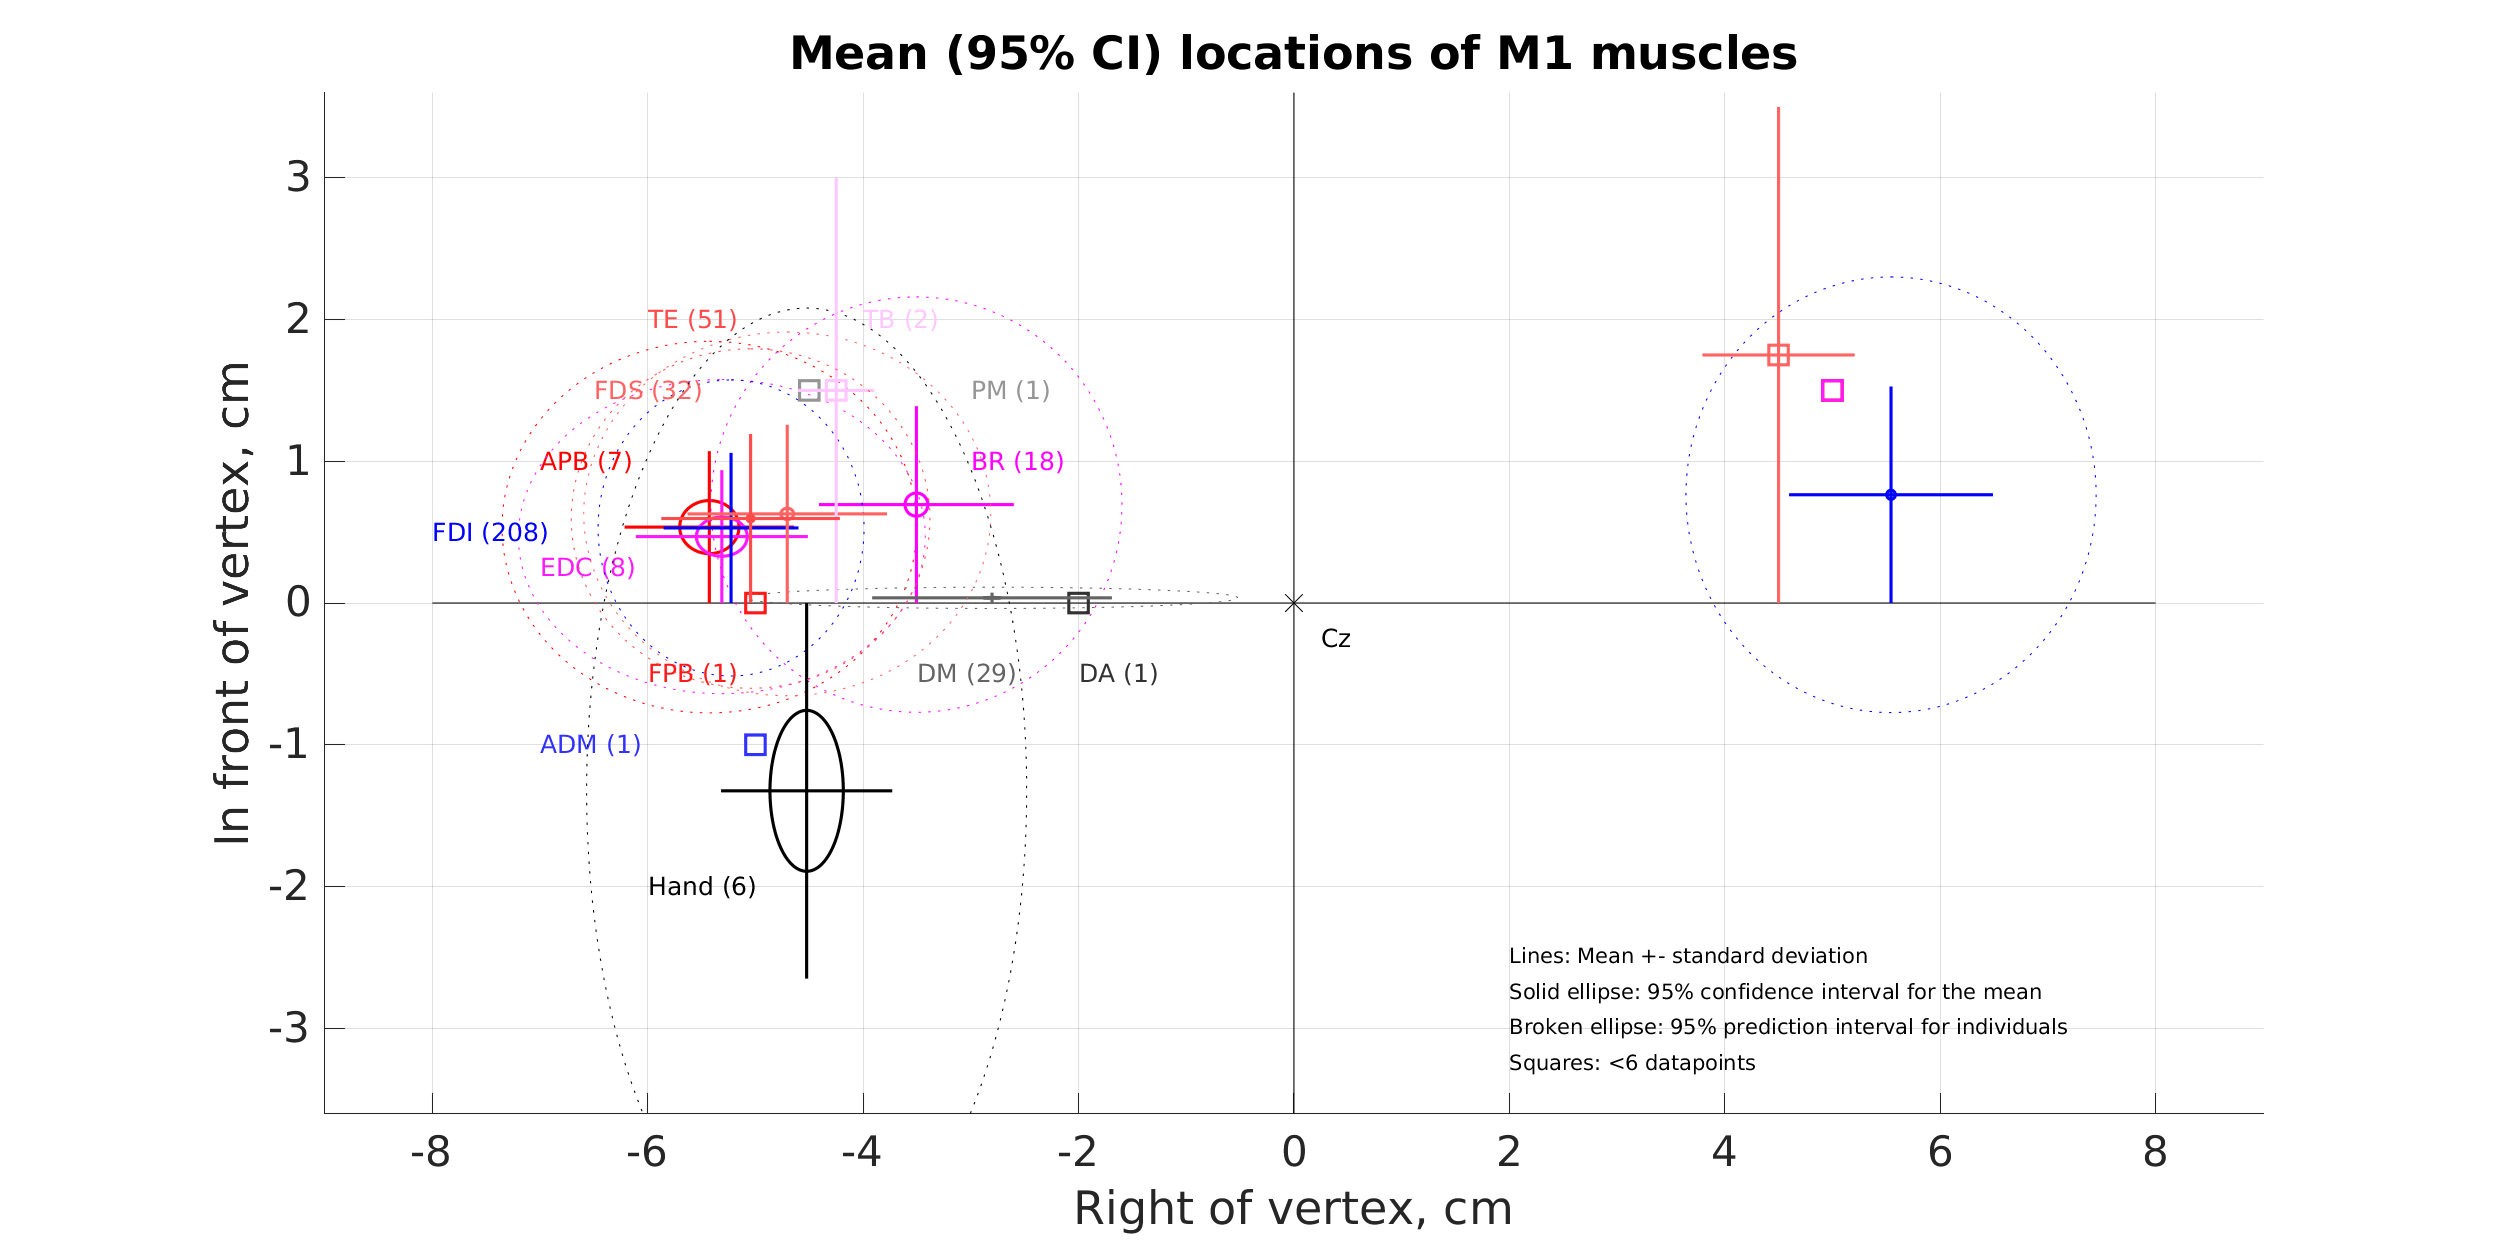 Mean (95% CI) locations of M1 muscles
In front of vertex, cm
3
2
1
0
-1
-2
-3
TE (51)
TB (2)
FDS (32)
PM (1)
APB (7)
BR (18)
FDI (208)
EDC (8)
Cz
FPB (1)
DM (29)
DA (1)
ADM (1)
Hand (6)
Lines: Mean +- standard deviation
Solid ellipse: 95% confidence interval for the mean
Broken ellipse: 95% prediction interval for individuals
Squares: <6 datapoints
-8 -6 -4 -2 0 2 4 6 8
Right of vertex, cm